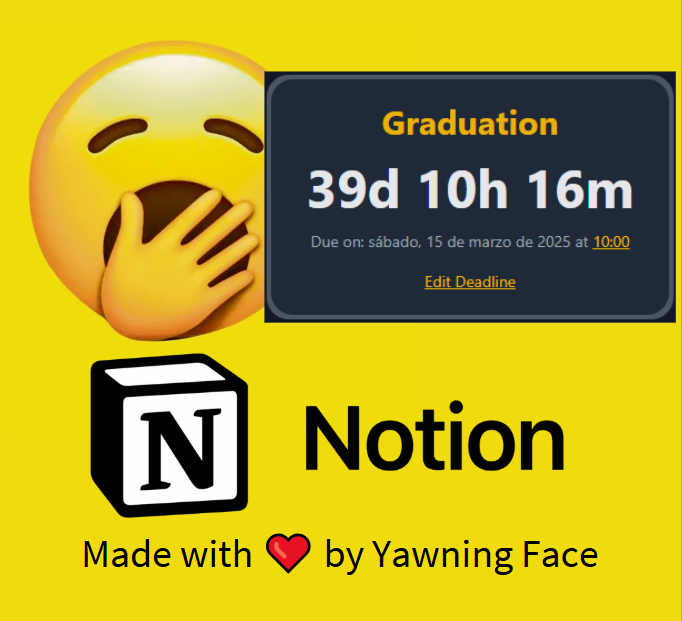 Graduation
39d 10h 16m
Due on: sábado, 15 de marzo de 2025 at 10:00
Edit Deadline
N Notion
Made with ❤️ by Yawning Face